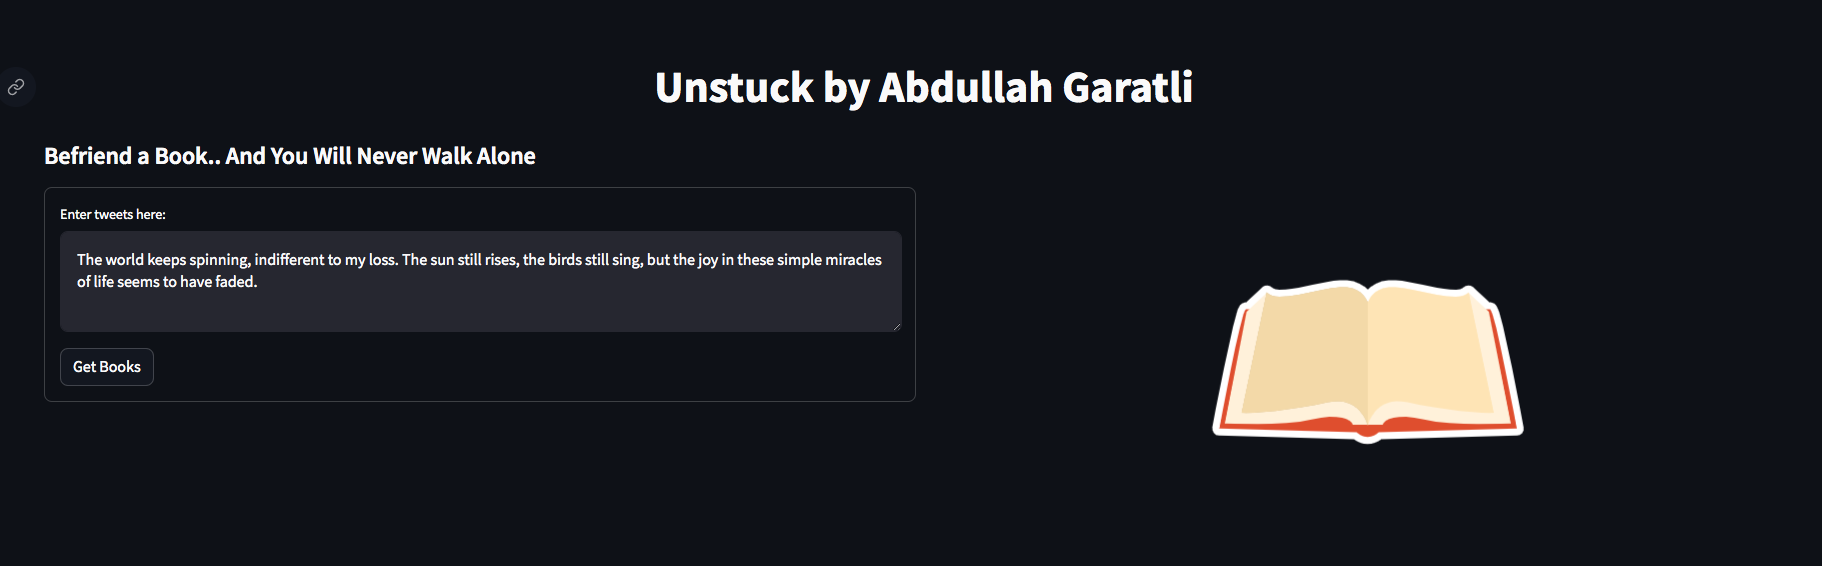 Unstuck by Abdullah Garatli
Befriend a Book.. And You Will Never Walk Alone
Enter tweets here:
The world keeps spinning, indifferent to my loss. The sun still rises, the birds still sing, but the joy in these simple miracles
of life seems to have faded.
Get Books